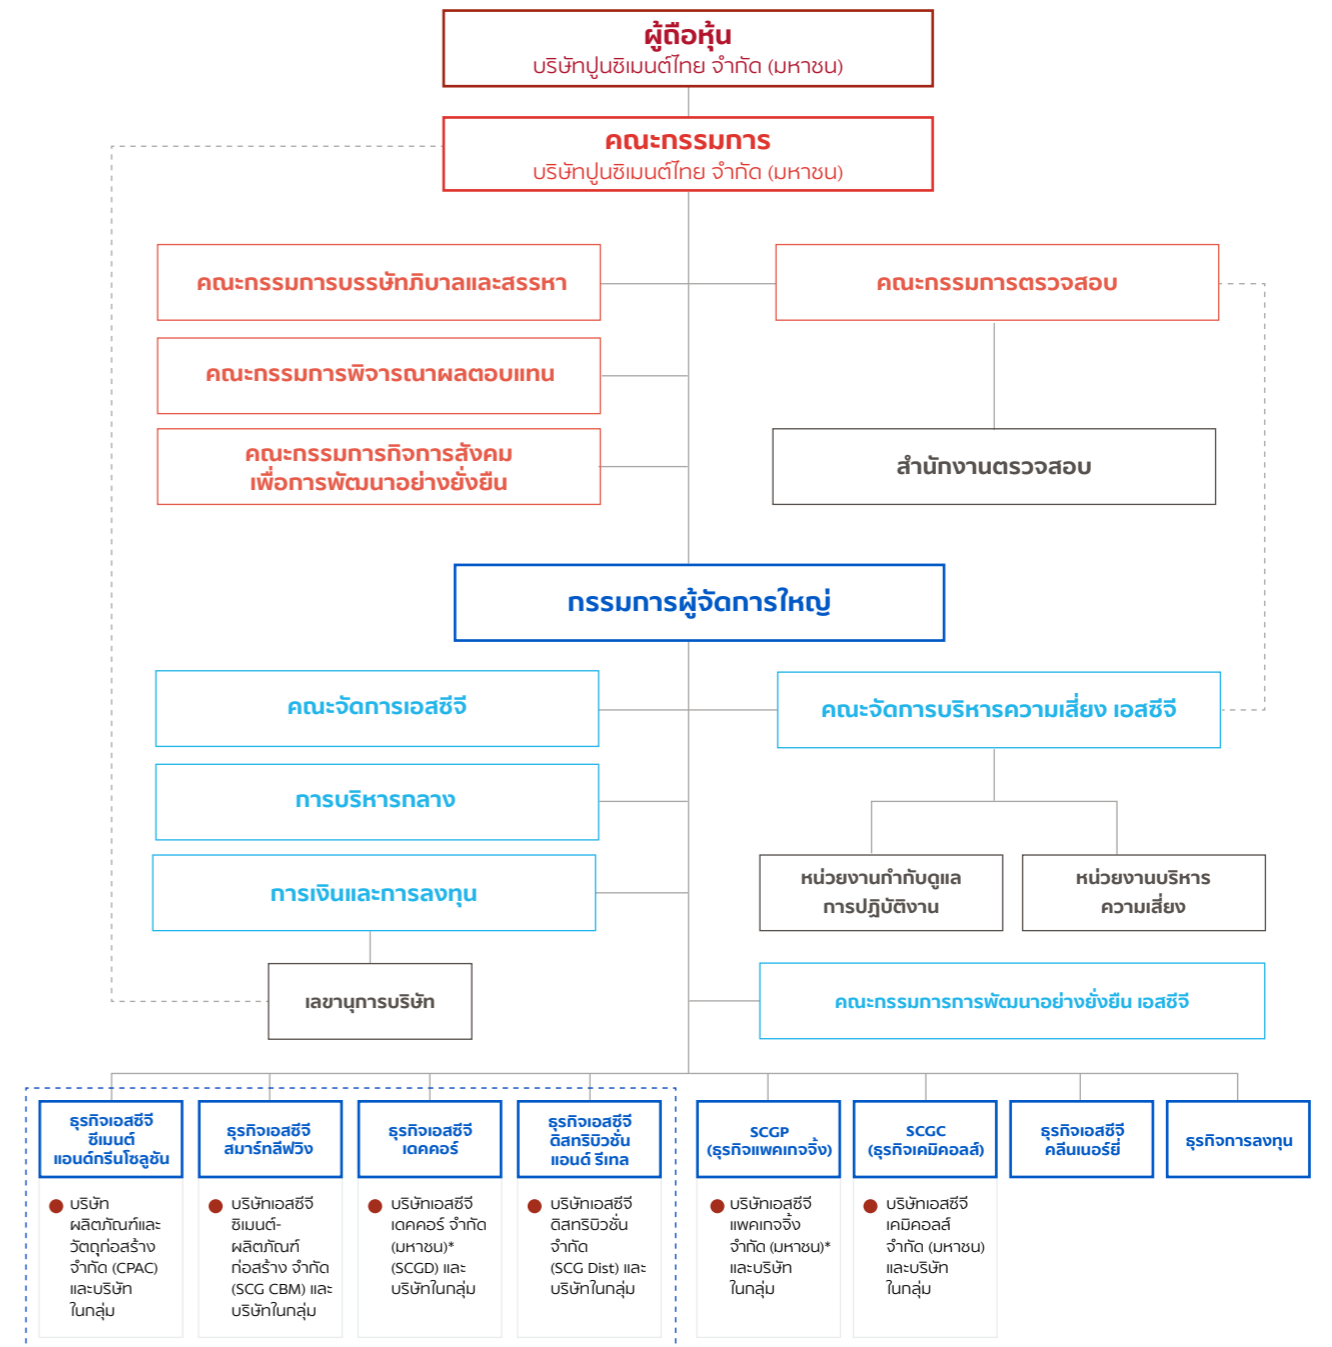 ผู้ถือหุ้น
บริษัทปูนซิเมนต์ไทย จำกัด (มหาชน)
คณะกรรมการ
บริษัทปูนซิเมนต์ไทย จำกัด (มหาชน)
คณะกรรมการบรรษัทภิบาลและสรรหา
คณะกรรมการตรวจสอบ
คณะกรรมการพิจารณาผลตอบแทน
คณะกรรมการกิจการสังคม
เพื่อการพัฒนาอย่างยั่งยืน
สำนักงานตรวจสอบ
กรรมการผู้จัดการใหญ่
คณะจัดการเอสซีจี
คณะจัดการบริหารความเสี่ยง เอสซีจี
การบริหารกลาง
การเงินและการลงทุน
หน่วยงานกำกับดูแล
การปฏิบัติงาน
หน่วยงานบริหาร
ความเสี่ยง
เลขานุการบริษัท
คณะกรรมการการพัฒนาอย่างยั่งยืน เอสซีจี
ธุรกิจเอสซีจี
ซีเมนต์
แอนด์กรีนโซลูชัน
ธุรกิจเอสซีจี
สมาร์ทลีฟวิง
ธุรกิจเอสซีจี
เดคคอร์
ธุรกิจเอสซีจี
ดิสทริบิวชั่น
แอนด์ รีเทล
SCGP
(ธุรกิจแพคเกจจิ้ง)
SCGC
(ธุรกิจเคมิคอลส์)
ธุรกิจเอสซีจี
คลีนเนอร์ยี่
ธุรกิจการลงทุน
บริษัท
ผลิตภัณฑ์และ
วัตถุก่อสร้าง
จำกัด (CPAC)
และบริษัท
ในกลุ่ม
บริษัทเอสซีจี
ซิเมนต์-
ผลิตภัณฑ์
ก่อสร้าง จำกัด
(SCG CBM) และ
บริษัทในกลุ่ม
บริษัทเอสซีจี
เดคคอร์ จำกัด
(มหาชน)*
(SCGD) และ
บริษัทในกลุ่ม
บริษัทเอสซีจี
ดิสทริบิวชั่น
จำกัด
(SCG Dist) และ
บริษัทในกลุ่ม
บริษัทเอสซีจี
แพคเกจจิ้ง
จำกัด (มหาชน)*
และบริษัท
ในกลุ่ม
บริษัทเอสซีจี
เคมิคอลส์
จำกัด (มหาชน)
และบริษัท
ในกลุ่ม